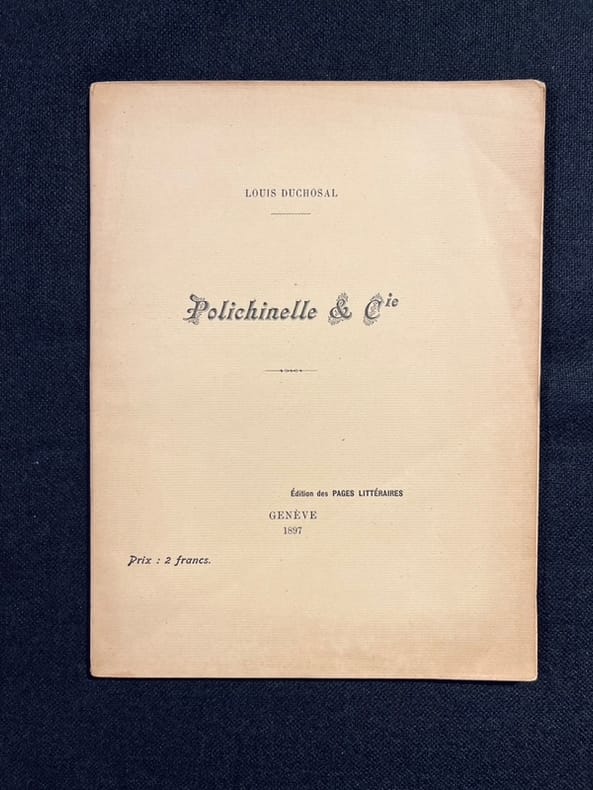 LOUIS DUCHOSAL
Polichinelle & Cie
Édition des PAGES LITTÉRAIRES
GENÈVE
1897
Prix : 2 francs.